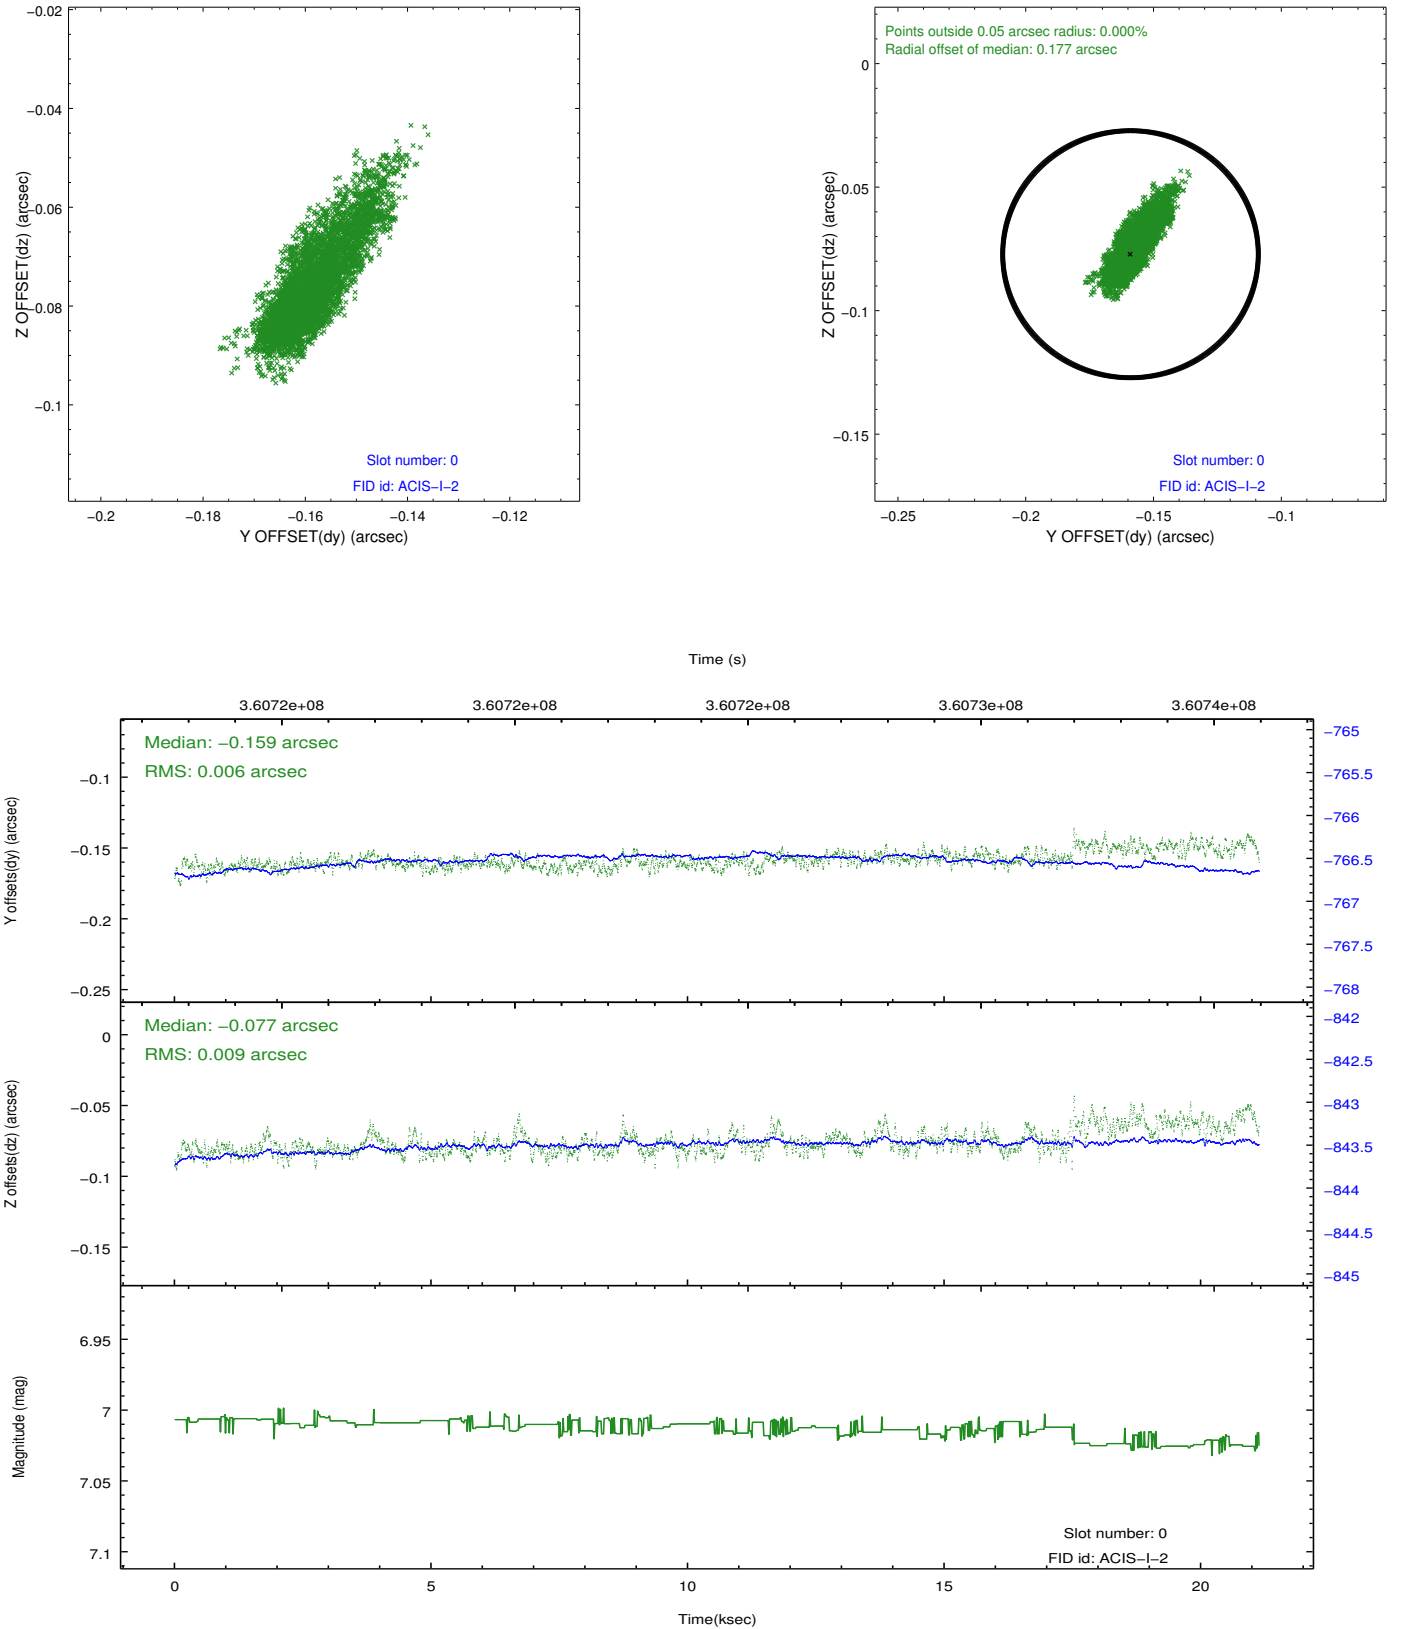 −0.02
−0.04
−0.06
−0.08
−0.1
Z OFFSET(dz) (arcsec)
Slot number: 0
FID id: ACIS−I−2
−0.2 −0.18 −0.16 −0.14 −0.12
Y OFFSET(dy) (arcsec)
Points outside 0.05 arcsec radius: 0.000%
Radial offset of median: 0.177 arcsec
0
−0.05
−0.1
−0.15
Z OFFSET(dz) (arcsec)
Slot number: 0
FID id: ACIS−I−2
−0.25 −0.2 −0.15 −0.1
Y OFFSET(dy) (arcsec)
Time (s)
3.6072e+08 3.6072e+08 3.6072e+08 3.6073e+08 3.6074e+08
Median: −0.159 arcsec
RMS: 0.006 arcsec
−0.1
−0.15
−0.2
−0.25
Y offsets(dy) (arcsec)
−765
−765.5
−766
−766.5
−767
−767.5
−768
Median: −0.077 arcsec
RMS: 0.009 arcsec
0
−0.05
−0.1
−0.15
Z offsets(dz) (arcsec)
−842
−842.5
−843
−843.5
−844
−844.5
−845
6.95
7
7.05
7.1
Magnitude (mag)
Slot number: 0
FID id: ACIS−I−2
0 5 10 15 20
Time(ksec)